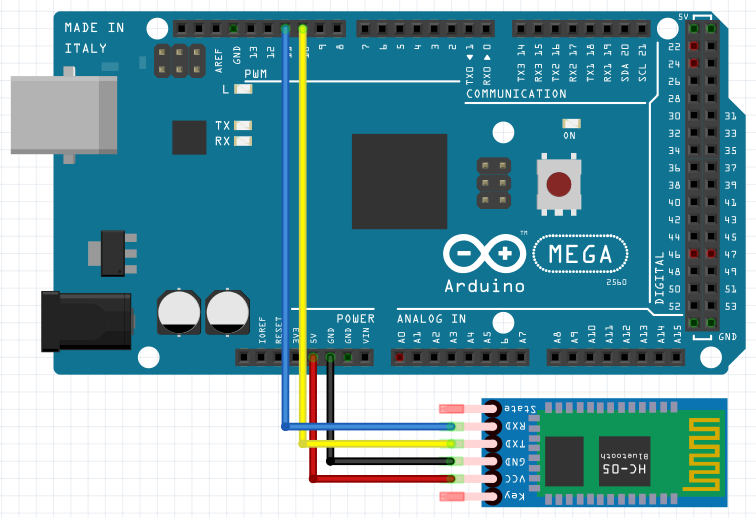 MADE IN
ITALY
AREF
GND
13
12
11
10
9
8
7
6
5
4
3
2
TX0 ◀ 1
RX0 ▶ 0
TX3 14
RX3 15
TX2 16
RX2 17
TX1 18
RX1 19
SDA 20
SCL 21
5V
PWM
COMMUNICATION
L
TX
RX
ON
22
24
26
28
30 31
32 33
34 35
36 37
38 39
40 41
42 43
44 45
46 47
48 49
50 51
52 53
GND
DIGITAL
TM
MEGA
2560
Arduino
POWER
ANALOG IN
IOREF
RESET
3V3
5V
GND
GND
VIN
A0
A1
A2
A3
A4
A5
6
A7
A8
A9
A10
A11
A12
A13
A14
A15
State
RXD
TXD
GND
VCC
Key
HC-05
Bluetooth